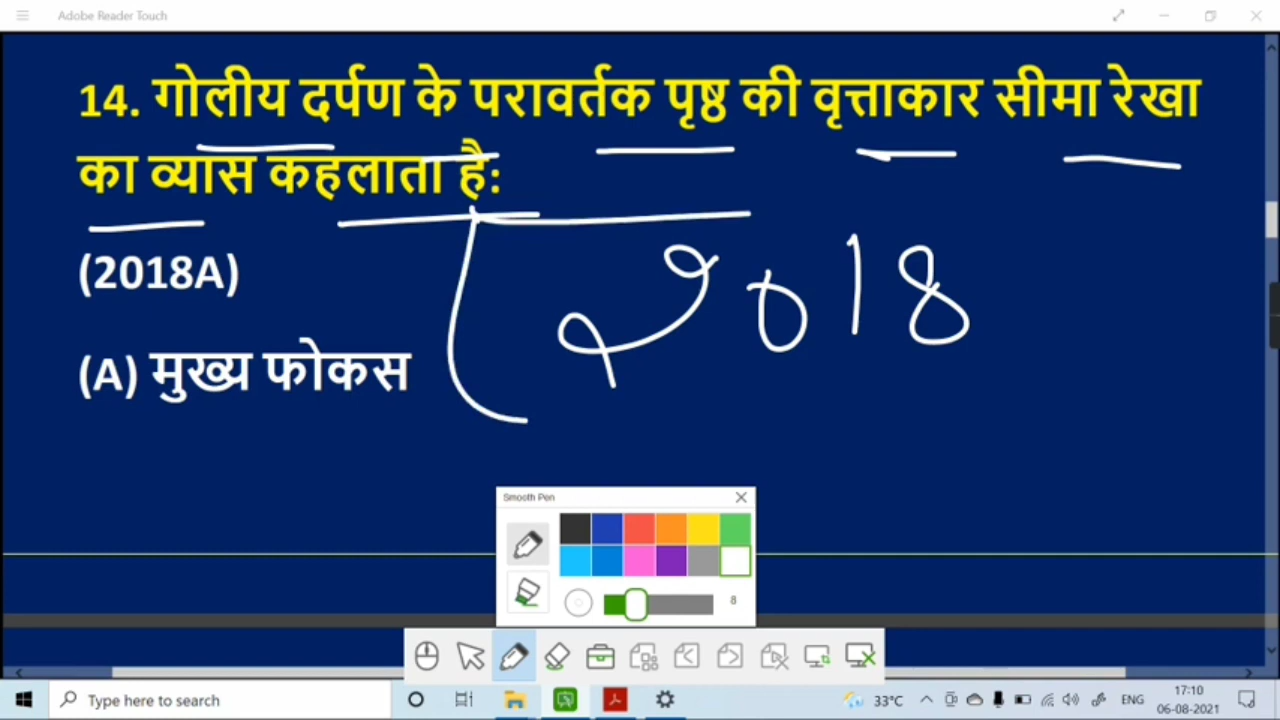 Adobe Reader Touch
14. गोलीय दर्पण के परावर्तक पृष्ठ की वृत्ताकार सीमा रेखा
का व्यास कहलाता है:
(2018A)
2018
(A) मुख्य फोकस
Smooth Pen
8
Type here to search
33°C
ENG
17:10
06-08-2021